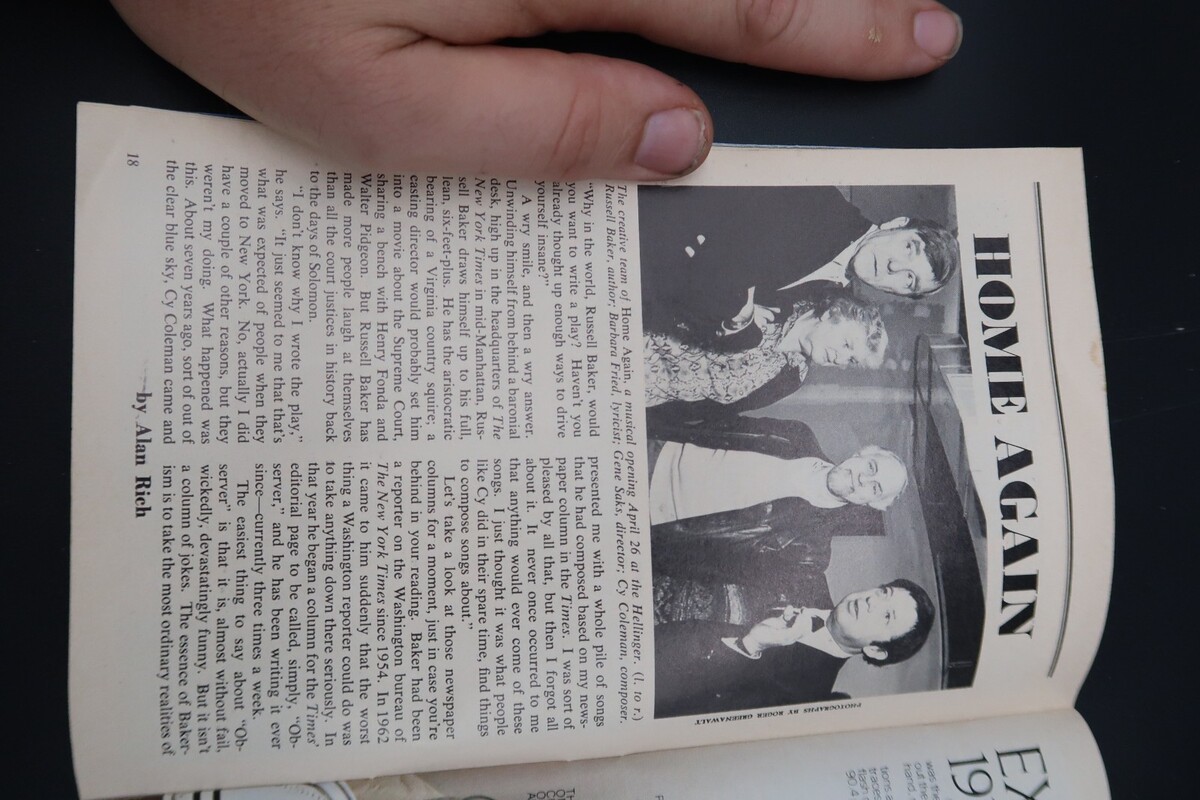 HOME AGAIN
PHOTOGRAPHS BY ROGER GREENAWALT
The creative team of Home Again, a musical opening April 26 at the Hellinger. (l. to r.)
Russell Baker, author; Barbara Fried, lyricist; Gene Saks, director; Cy Coleman, composer.
"Why in the world, Russell Baker, would
you want to write a play? Haven't you
already thought up enough ways to drive
yourself insane?"
A wry smile, and then a wry answer.
Unwinding himself from behind a baronial
desk, high up in the headquarters of The
New York Times in mid-Manhattan, Rus-
sell Baker draws himself up to his full,
lean, six-feet-plus. He has the aristocratic
bearing of a Virginia country squire; a
casting director would probably set him
into a movie about the Supreme Court,
sharing a bench with Henry Fonda and
Walter Pidgeon. But Russell Baker has
made more people laugh at themselves
than all the court justices in history back
to the days of Solomon.
"I don't know why I wrote the play,"
he says. "It just seemed to me that that's
what was expected of people when they
moved to New York. No, actually I did
have a couple of other reasons, but they
weren't my doing. What happened was
this. About seven years ago, sort of out of
the clear blue sky, Cy Coleman came and
presented me with a whole pile of songs
that he had composed based on my news-
paper column in the Times. I was sort of
pleased by all that, but then I forgot all
about it. It never once occurred to me
that anything would ever come of these
songs. I just thought it was what people
like Cy did in their spare time, find things
to compose songs about."
Let's take a look at those newspaper
columns for a moment, just in case you're
behind in your reading. Baker had been
a reporter on the Washington bureau of
The New York Times since 1954. In 1962
it came to him suddenly that the worst
thing a Washington reporter could do was
to take anything down there seriously. In
that year he began a column for the Times'
editorial page to be called, simply, "Ob-
server," and he has been writing it ever
since—currently three times a week.
The easiest thing to say about "Ob-
server" is that it is, almost without fail,
wickedly, devastatingly funny. But it isn't
a column of jokes. The essence of Baker-
ism is to take the most ordinary realities of
by Alan Rich
18
EX
19
was th
out the
hand.
tions a
traces
flash t
90.4